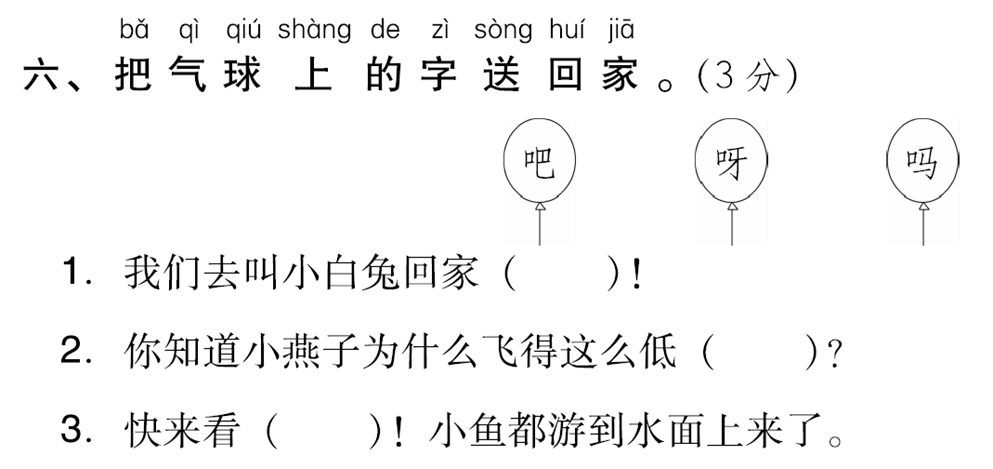 bǎ qì qiú shàng de zì sòng huí jiā
六、把气球上的字送回家。(3分)
吧 呀 吗
1. 我们去叫小白兔回家（ ）！
2. 你知道小燕子为什么飞得这么低（ ）？
3. 快来看（ ）！小鱼都游到水面上来了。